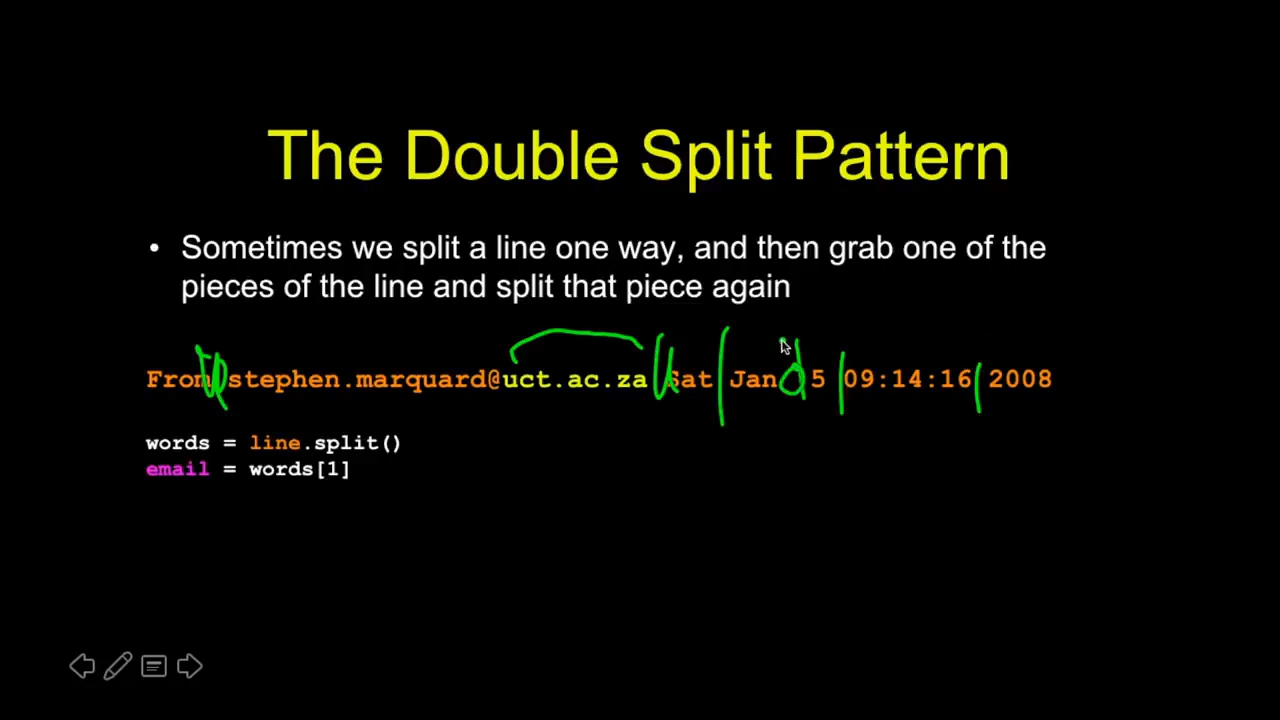 The Double Split Pattern
• Sometimes we split a line one way, and then grab one of the
pieces of the line and split that piece again
From stephen.marquard@uct.ac.za Sat Jan 5 09:14:16 2008
words = line.split()
email = words[1]